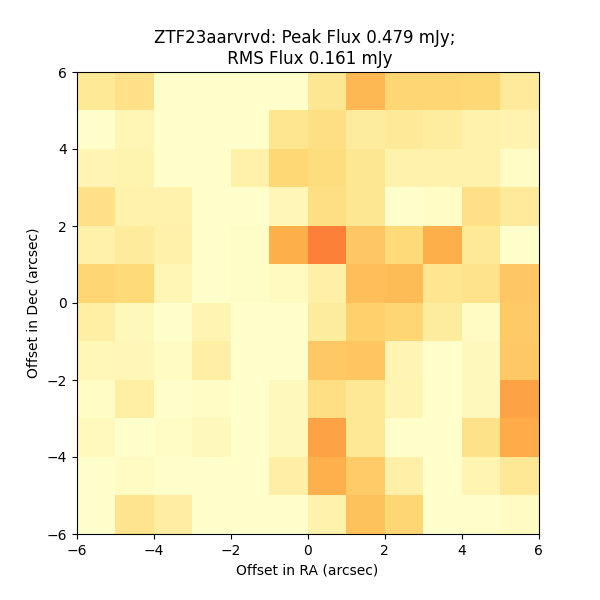 ZTF23aarvrvd: Peak Flux 0.479 mJy;
RMS Flux 0.161 mJy
6
4
2
0
−2
−4
−6
Offset in Dec (arcsec)
−6 −4 −2 0 2 4 6
Offset in RA (arcsec)